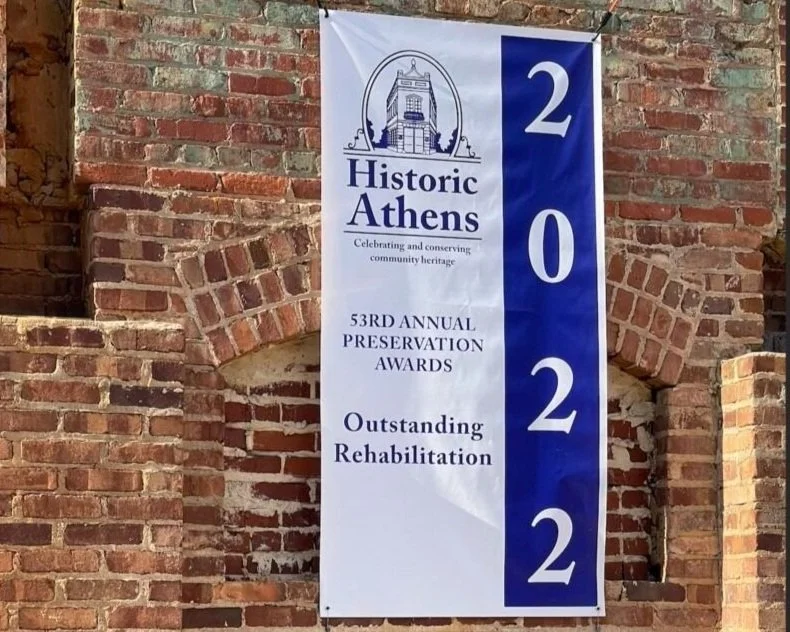 Historic
Athens
Celebrating and conserving
community heritage
53RD ANNUAL
PRESERVATION
AWARDS
Outstanding
Rehabilitation
2
0
2
2